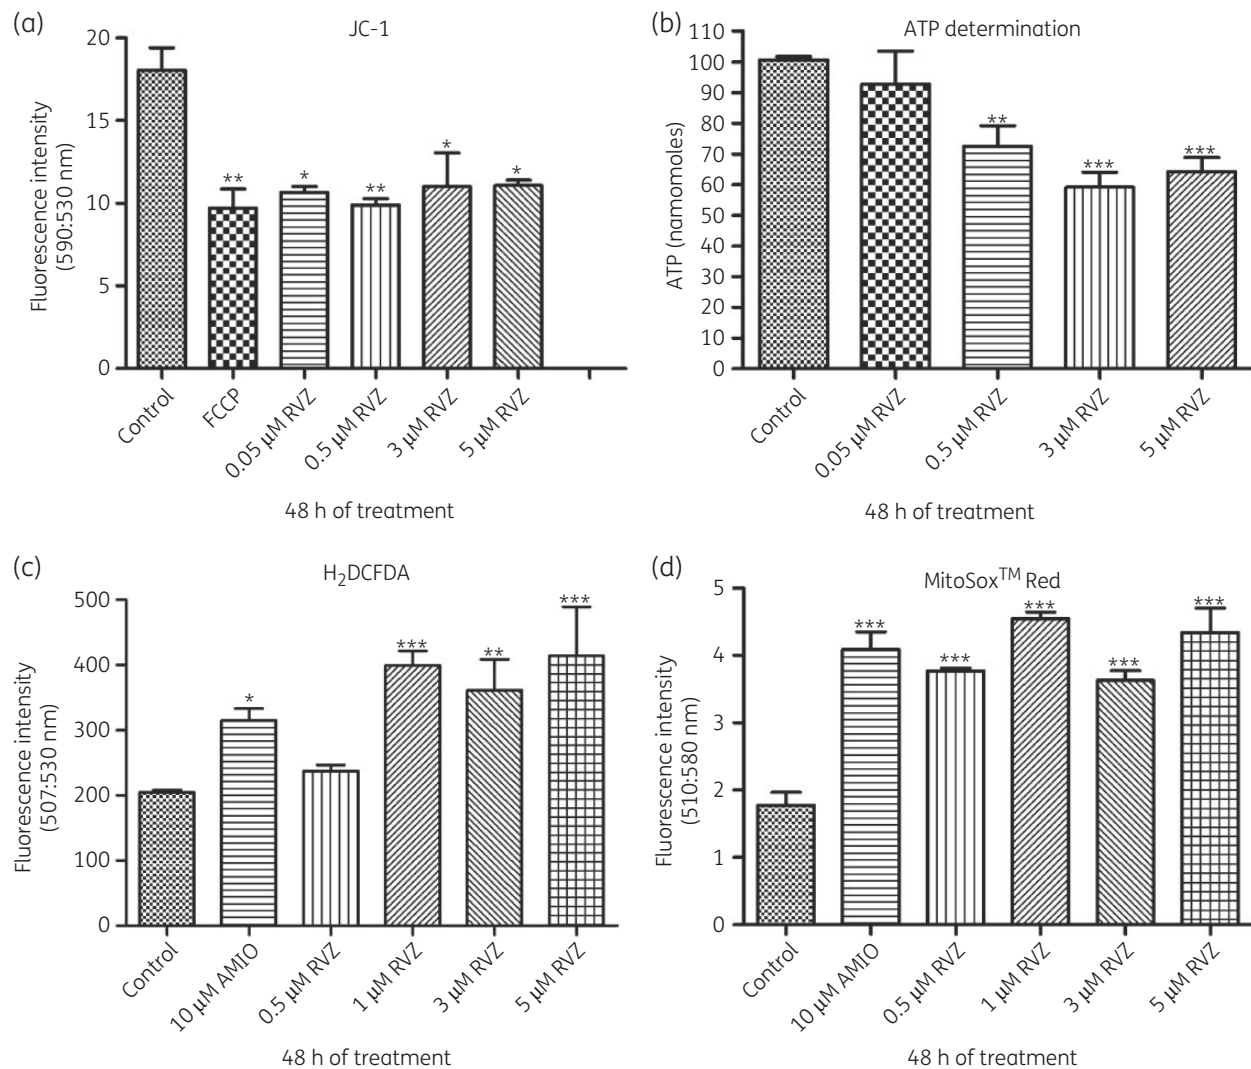 (a)
JC-1
Fluorescence intensity
(590:530 nm)
20
15
10
5
0
**
*
**
*
*
Control
FCCP
0.05 µM RVZ
0.5 µM RVZ
3 µM RVZ
5 µM RVZ
48 h of treatment
(b)
ATP determination
ATP (namomoles)
110
100
90
80
70
60
50
40
30
20
10
0
**
***
***
Control
0.05 µM RVZ
0.5 µM RVZ
3 µM RVZ
5 µM RVZ
48 h of treatment
(c)
H₂DCFDA
Fluorescence intensity
(507:530 nm)
500
400
300
200
100
0
*
***
**
***
Control
10 µM AMIO
0.5 µM RVZ
1 µM RVZ
3 µM RVZ
5 µM RVZ
48 h of treatment
(d)
MitoSox™ Red
Fluorescence intensity
(510:580 nm)
5
4
3
2
1
0
***
***
***
***
***
Control
10 µM AMIO
0.5 µM RVZ
1 µM RVZ
3 µM RVZ
5 µM RVZ
48 h of treatment